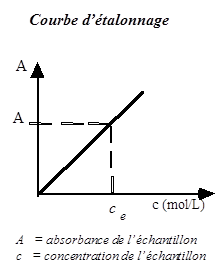 Courbe d'étalonnage
A
A
c e
c (mol/L)
A = absorbance de l'échantillon
c = concentration de l'échantillon